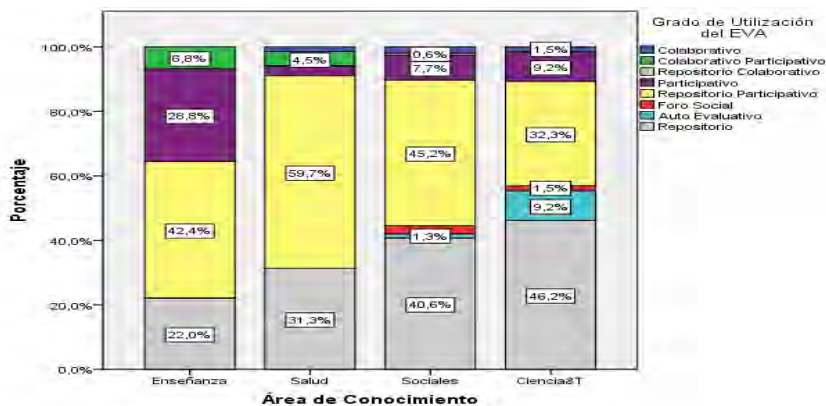 Grado de Utilización
del EVA
Colaborativo
Colaborativo Participativo
Repositorio Colaborativo
Participativo
Repositorio Participativo
Foro Social
Auto Evaluativo
Repositorio
Porcentaje
100,0%
80,0%
60,0%
40,0%
20,0%
0,0%
6,8%
28,8%
42,4%
22,0%
4,5%
59,7%
31,3%
0,6%
7,7%
45,2%
1,3%
40,6%
1,5%
9,2%
32,3%
1,5%
9,2%
46,2%
Enseñanza
Salud
Sociales
Ciencia&T
Área de Conocimiento